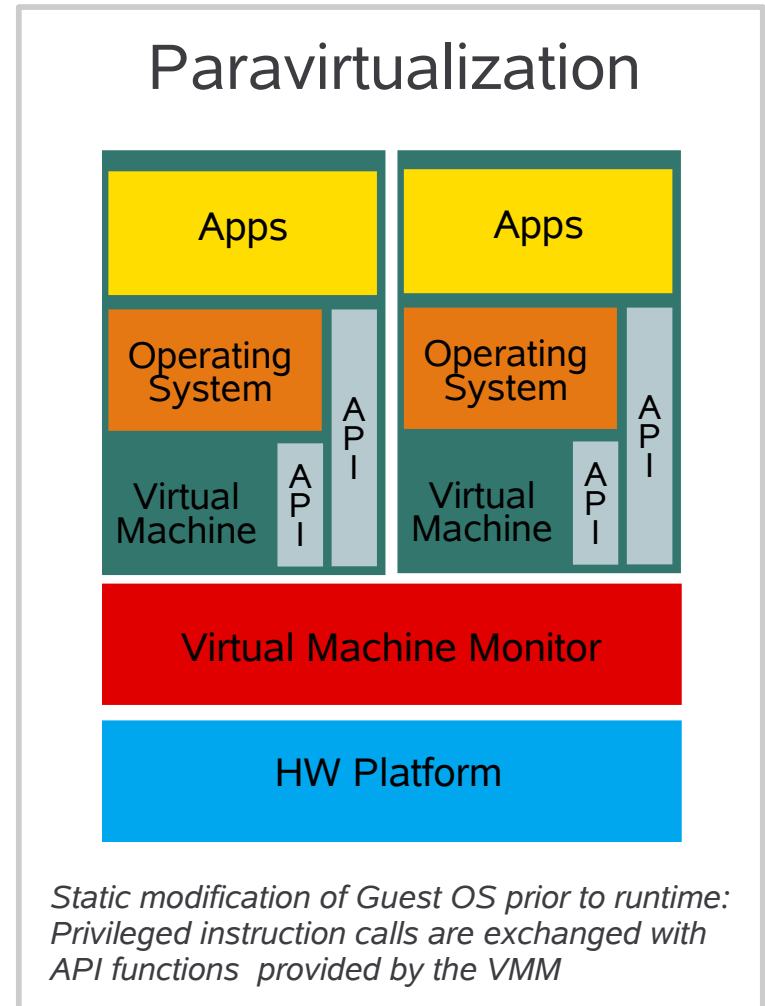 Paravirtualization
Apps
Apps
Operating
System
API
Operating
System
API
Virtual
Machine
API
Virtual
Machine
API
Virtual Machine Monitor
HW Platform
Static modification of Guest OS prior to runtime:
Privileged instruction calls are exchanged with
API functions provided by the VMM